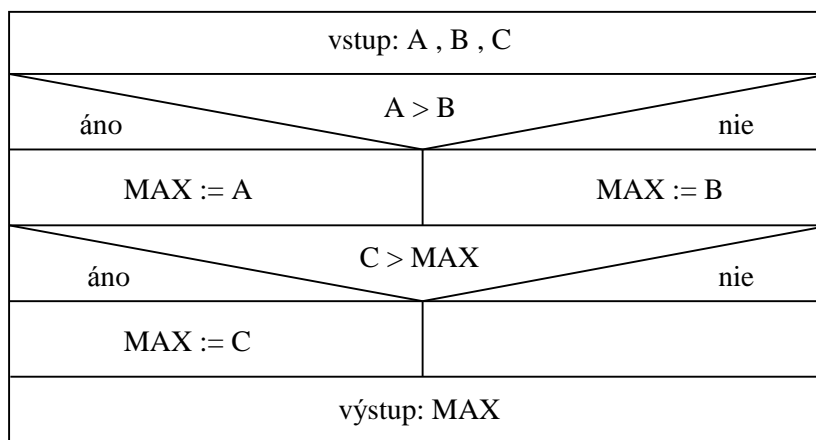 vstup: A , B , C
A > B
áno
nie
MAX := A
MAX := B
C > MAX
áno
nie
MAX := C
výstup: MAX